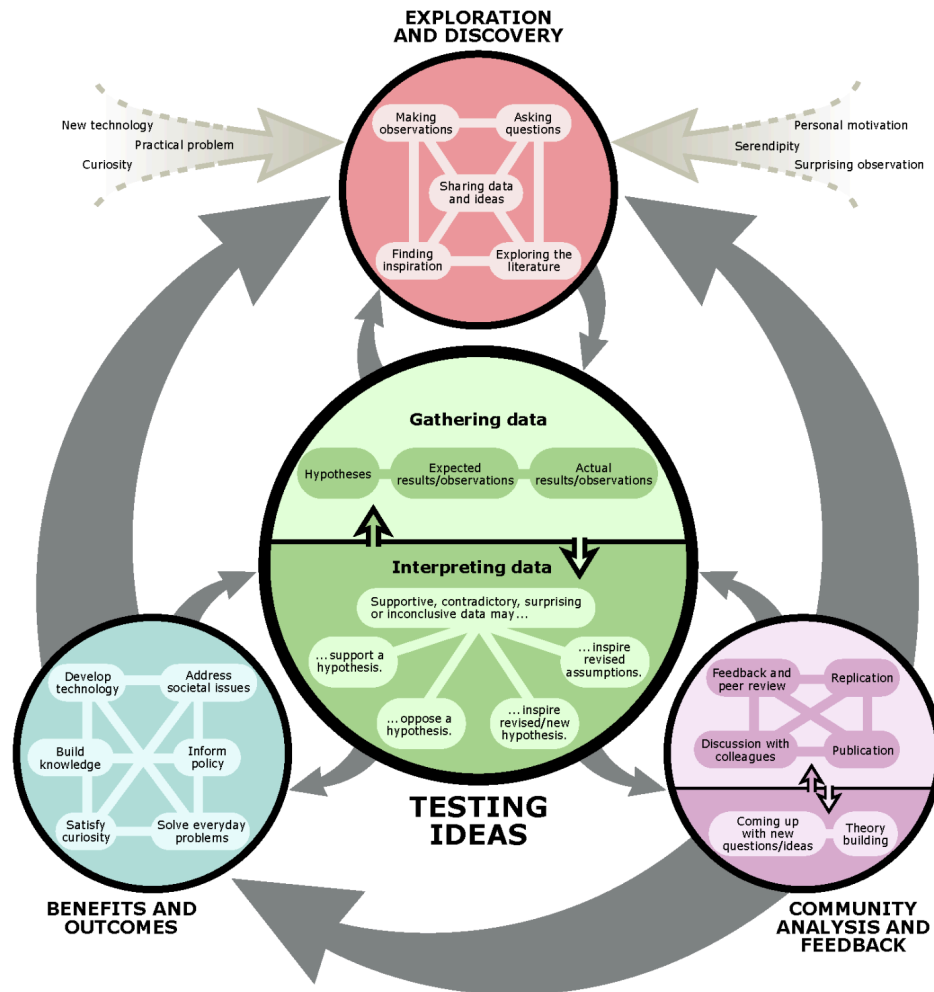 EXPLORATION
AND DISCOVERY
New technology
Practical problem
Curiosity
Personal motivation
Serendipity
Surprising observation
Making
observations
Asking
questions
Sharing data
and ideas
Finding
inspiration
Exploring the
literature
Gathering data
Hypotheses
Expected
results/observations
Actual
results/observations
Interpreting data
Supportive, contradictory, surprising
or inconclusive data may ...
... support a
hypothesis.
... oppose a
hypothesis.
... inspire
revised/new
hypothesis.
... inspire
revised
assumptions.
TESTING
IDEAS
Develop
technology
Address
societal issues
Build
knowledge
Inform
policy
Satisfy
curiosity
Solve everyday
problems
BENEFITS AND
OUTCOMES
Feedback and
peer review
Replication
Discussion with
colleagues
Publication
Coming up
with new
questions/ideas
Theory
building
COMMUNITY
ANALYSIS AND
FEEDBACK